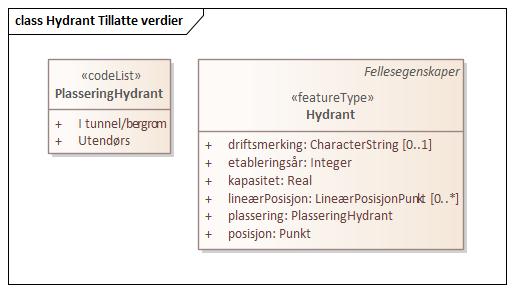 class Hydrant Tillatte verdier
«codeList»
PlasseringHydrant
+ I tunnel/bergrom
+ Utendørs
Fellesegenskaper
«featureType»
Hydrant
+ driftsmerking: CharacterString [0..1]
+ etableringsår: Integer
+ kapasitet: Real
+ lineærPosisjon: LineærPosisjonPunkt [0..*]
+ plassering: PlasseringHydrant
+ posisjon: Punkt